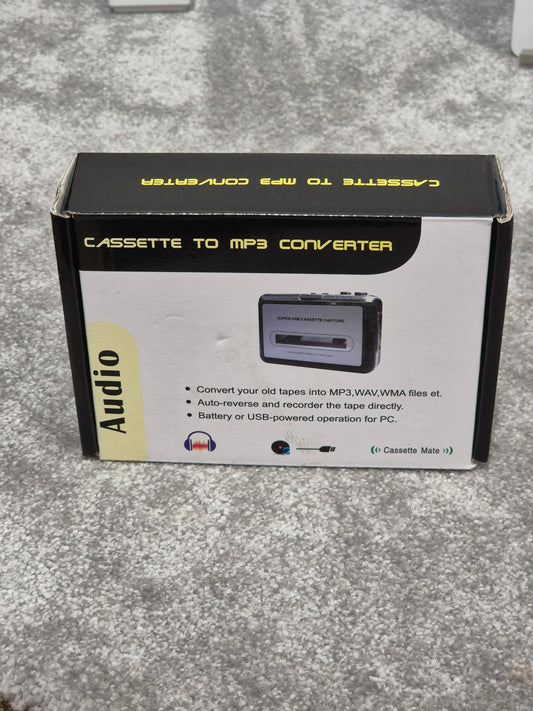 CASSETTE TO MP3 CONVERTER
CASSETTE TO MP3 CONVERTER
SUPER USB CASSETTE CAPTURE
Audio
• Convert your old tapes into MP3,WAV,WMA files et.
• Auto-reverse and recorder the tape directly.
• Battery or USB-powered operation for PC.
Cassette Mate